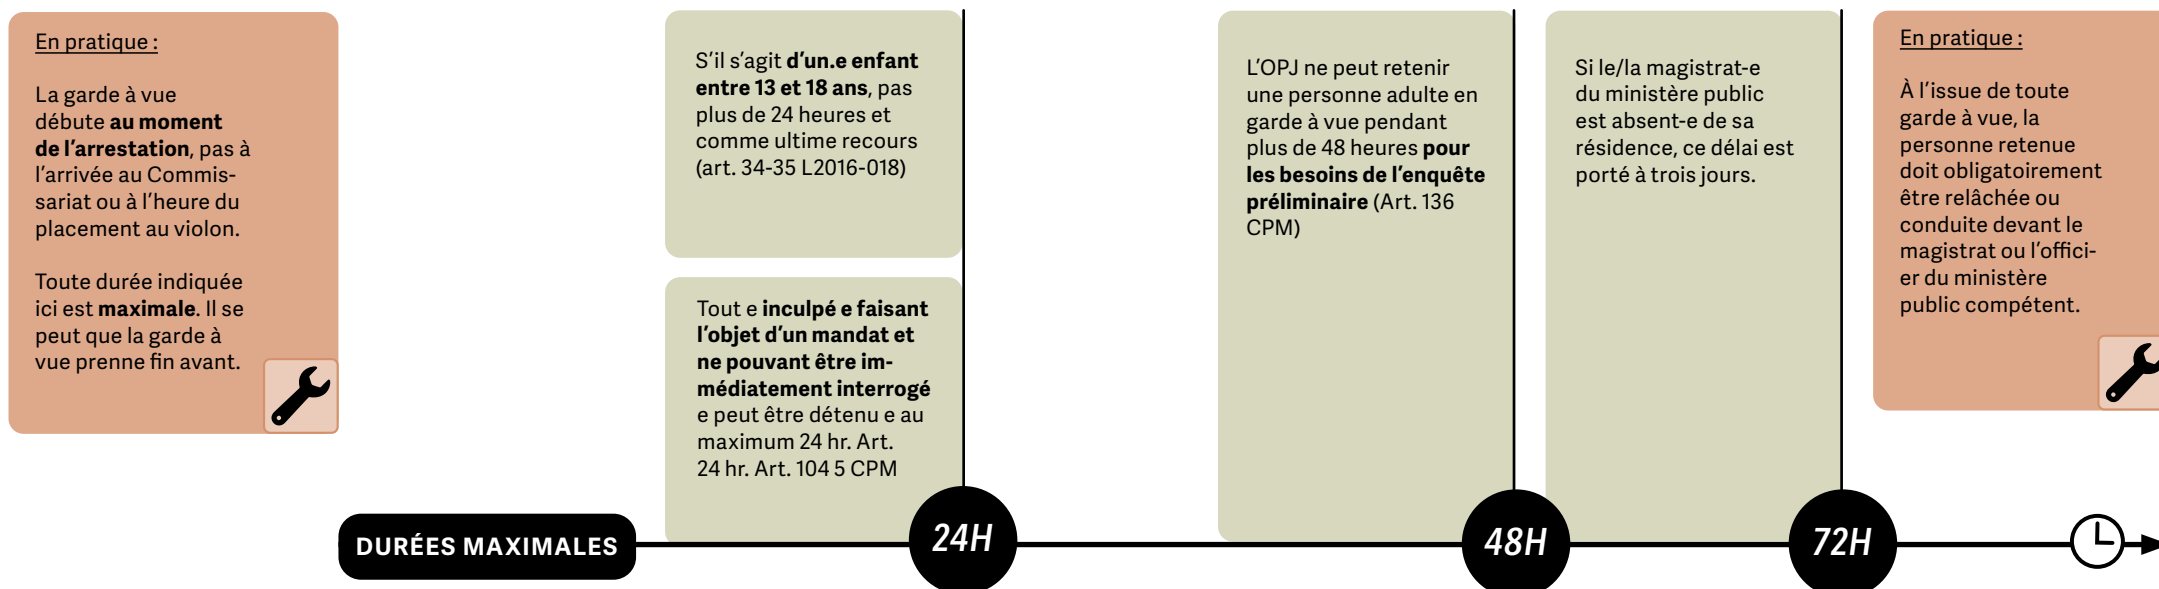 En pratique :
La garde à vue
débute au moment
de l'arrestation, pas à
l'arrivée au Commis-
sariat ou à l'heure du
placement au violon.
Toute durée indiquée
ici est maximale. Il se
peut que la garde à
vue prenne fin avant.
S'il s'agit d'un.e enfant
entre 13 et 18 ans, pas
plus de 24 heures et
comme ultime recours
(art. 34-35 L2016-018)
Tout e inculpé e faisant
l'objet d'un mandat et
ne pouvant être im-
médiatement interrogé
e peut être détenu e au
maximum 24 hr. Art.
24 hr. Art. 104 5 CPM
L'OPJ ne peut retenir
une personne adulte en
garde à vue pendant
plus de 48 heures pour
les besoins de l'enquête
préliminaire (Art. 136
CPM)
Si le/la magistrat-e
du ministère public
est absent-e de sa
résidence, ce délai est
porté à trois jours.
En pratique :
À l'issue de toute
garde à vue, la
personne retenue
doit obligatoirement
être relâchée ou
conduite devant le
magistrat ou l'offici-
er du ministère
public compétent.
DURÉES MAXIMALES
24H
48H
72H